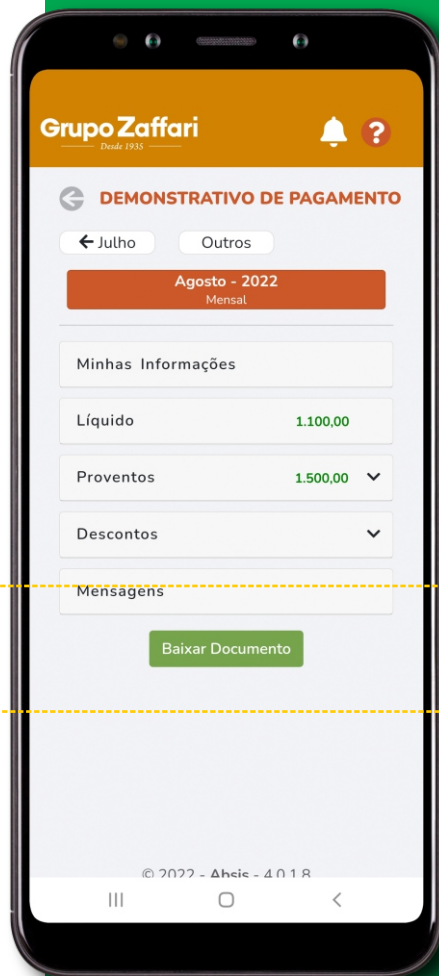 Grupo Zaffari
Desde 1935
?
DEMONSTRATIVO DE PAGAMENTO
Julho
Outros
Agosto - 2022
Mensal
Minhas Informações
Líquido 1.100,00
Proventos 1.500,00
Descontos
Mensagens
Baixar Documento
© 2022 - Absis - 4.0.1.8